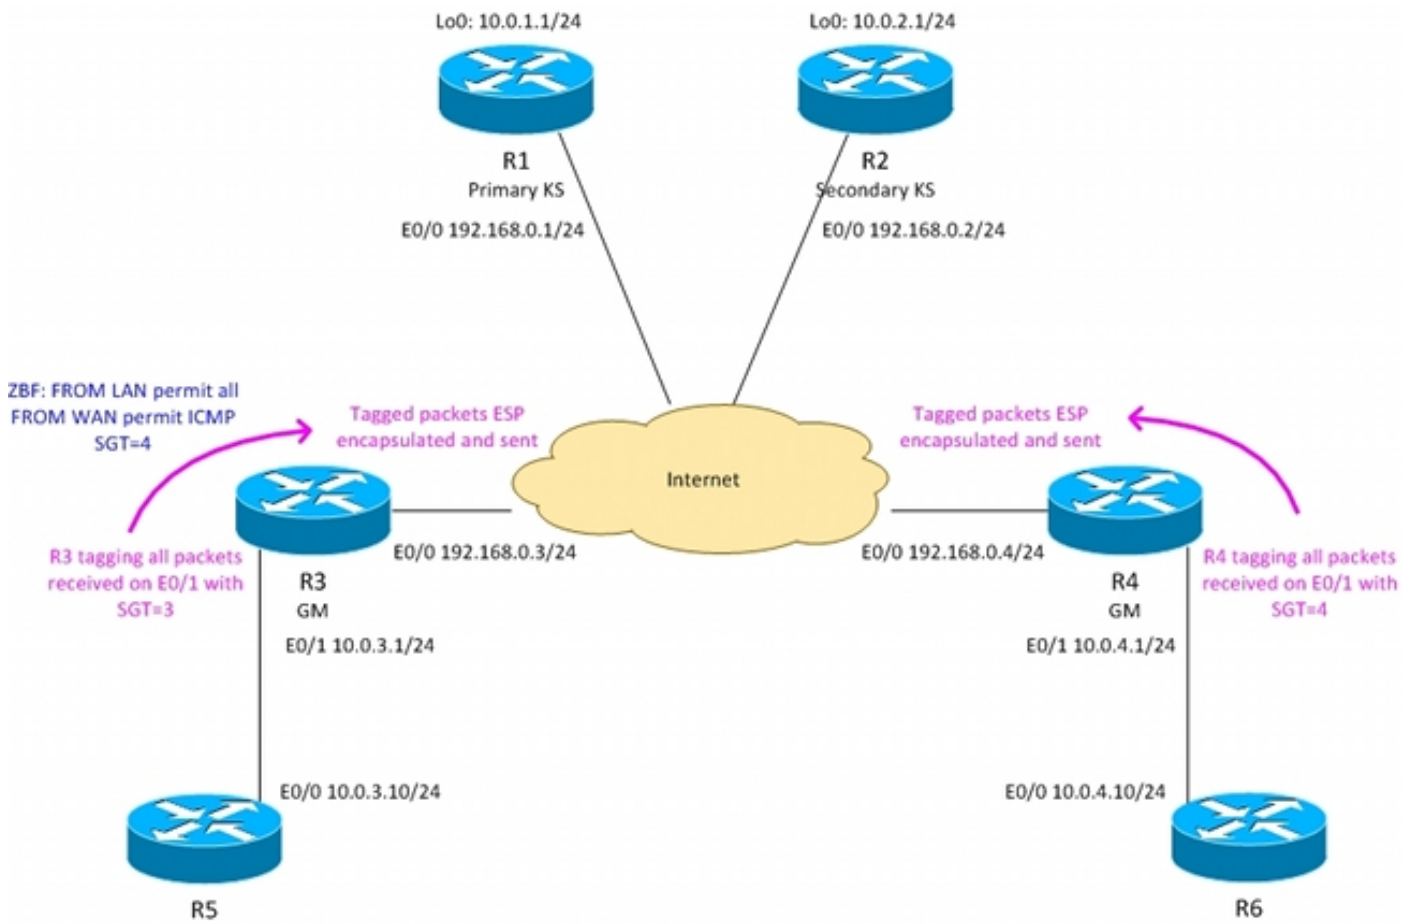 Lo0: 10.0.1.1/24
Lo0: 10.0.2.1/24
R1
Primary KS
E0/0 192.168.0.1/24
R2
Secondary KS
E0/0 192.168.0.2/24
ZBF: FROM LAN permit all
FROM WAN permit ICMP
SGT=4
Tagged packets ESP
encapsulated and sent
Tagged packets ESP
encapsulated and sent
Internet
R3 tagging all packets
received on E0/1 with
SGT=3
E0/0 192.168.0.3/24
R3
GM
E0/1 10.0.3.1/24
E0/0 192.168.0.4/24
R4
GM
E0/1 10.0.4.1/24
R4 tagging all packets
received on E0/1 with
SGT=4
E0/0 10.0.3.10/24
R5
E0/0 10.0.4.10/24
R6